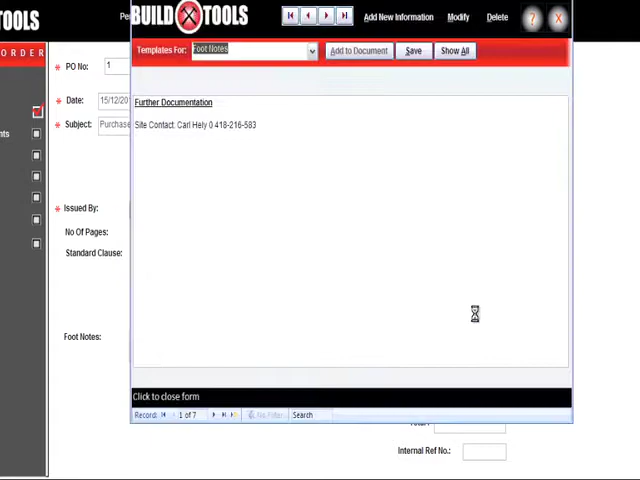 TOOLS
BUILD TOOLS
Add New Information Modify Delete ? X
ORDER
Templates For: Foot Notes Add to Document Save Show All
* PO No: 1
Further Documentation
* Date: 15/12/20
* Subject: Purchase
Site Contact: Carl Hely 0 418-216-583
* Issued By:
No Of Pages:
Standard Clause:
Foot Notes:
Click to close form
Record: 1 of 7 No Filter Search
Internal Ref No.: